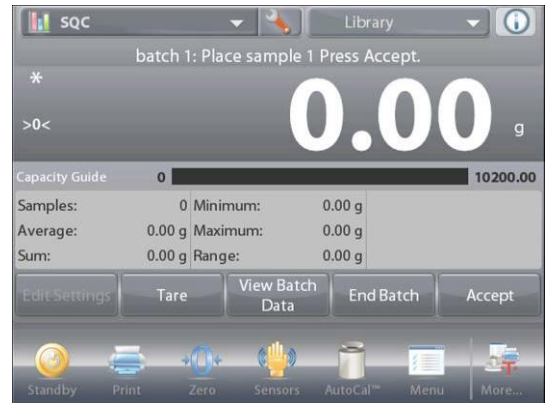 SQC Library
batch 1: Place sample 1 Press Accept.
*
>0< 0.00 g
Capacity Guide 0 10200.00
Samples: 0 Minimum: 0.00 g
Average: 0.00 g Maximum: 0.00 g
Sum: 0.00 g Range: 0.00 g
Edit Settings Tare View Batch Data End Batch Accept
Standby Print Zero Sensors AutoCal™ Menu More...